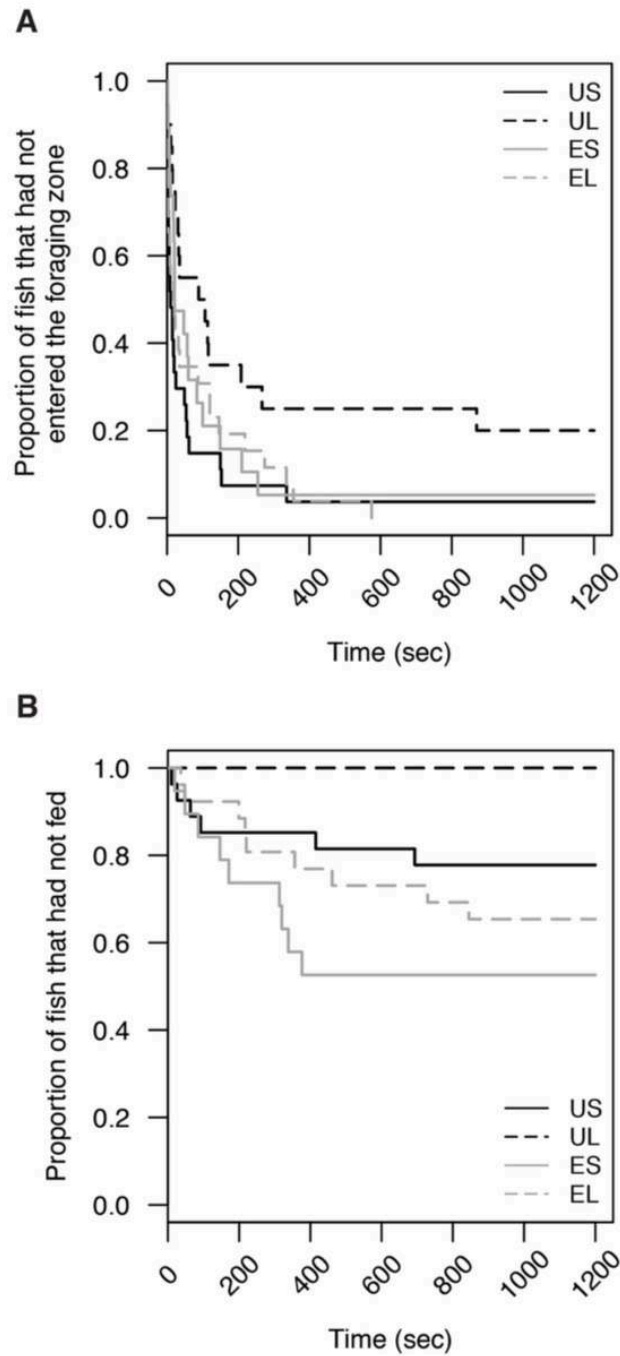 A
Proportion of fish that had not
entered the foraging zone
1.0
0.8
0.6
0.4
0.2
0.0
US
UL
ES
EL
0
200
400
600
800
1000
1200
Time (sec)
B
Proportion of fish that had not fed
1.0
0.8
0.6
0.4
0.2
0.0
US
UL
ES
EL
0
200
400
600
800
1000
1200
Time (sec)